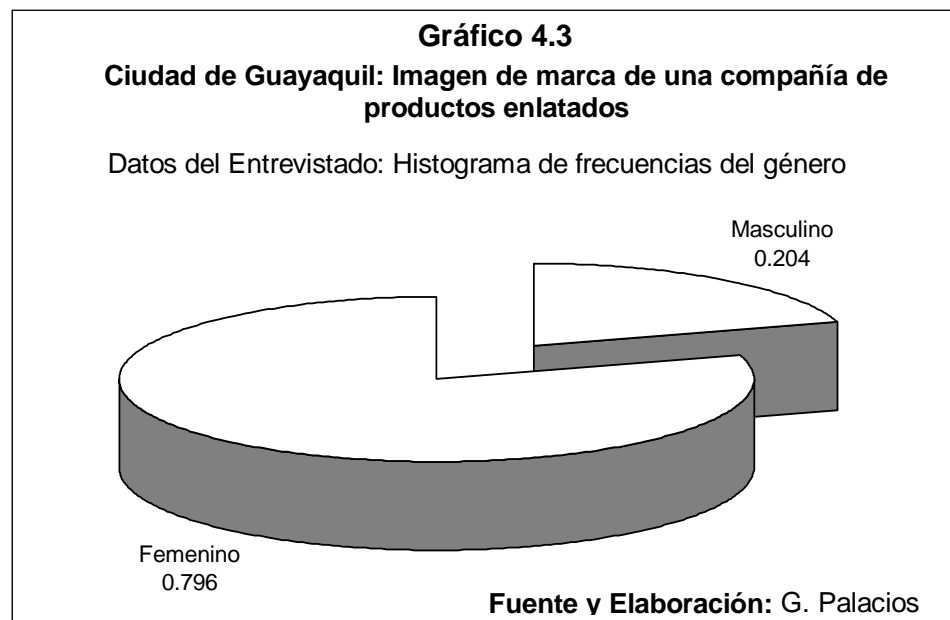 Gráfico 4.3
Ciudad de Guayaquil: Imagen de marca de una compañía de
productos enlatados
Datos del Entrevistado: Histograma de frecuencias del género
Masculino
0.204
Femenino
0.796
Fuente y Elaboración: G. Palacios